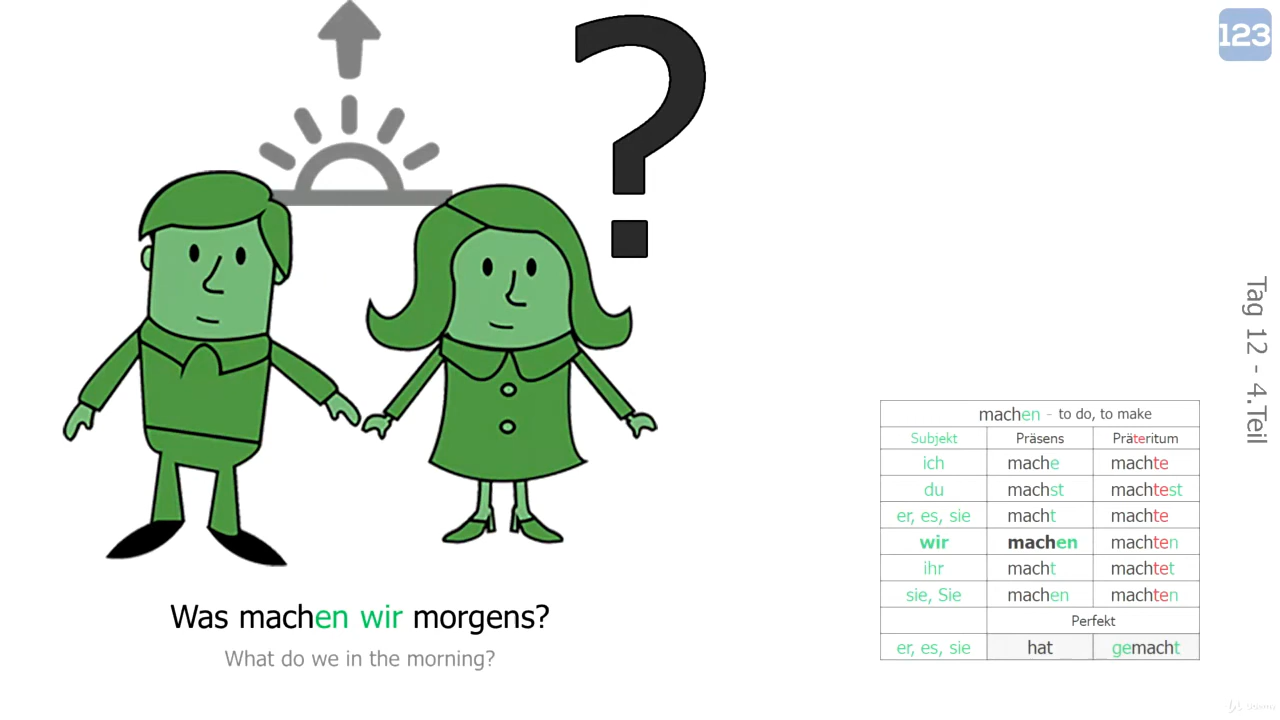 ?
123
Was machen wir morgens?
What do we in the morning?
Tag 12 - 4.Teil
machen - to do, to make
Subjekt Präsens Präteritum
ich mache machte
du machst machtest
er, es, sie macht machte
wir machen machten
ihr macht machtet
sie, Sie machen machten
Perfekt
er, es, sie hat gemacht